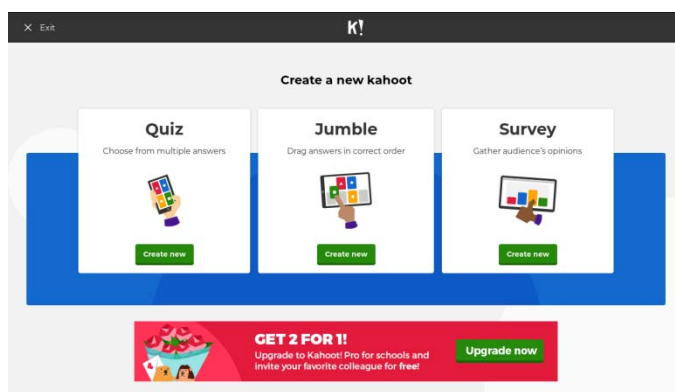 X Exit
K!
Create a new kahoot
Quiz
Choose from multiple answers
Create new
Jumble
Drag answers in correct order
Create new
Survey
Gather audience's opinions
Create new
GET 2 FOR 1!
Upgrade to Kahoot! Pro for schools and
invite your favorite colleague for free!
Upgrade now